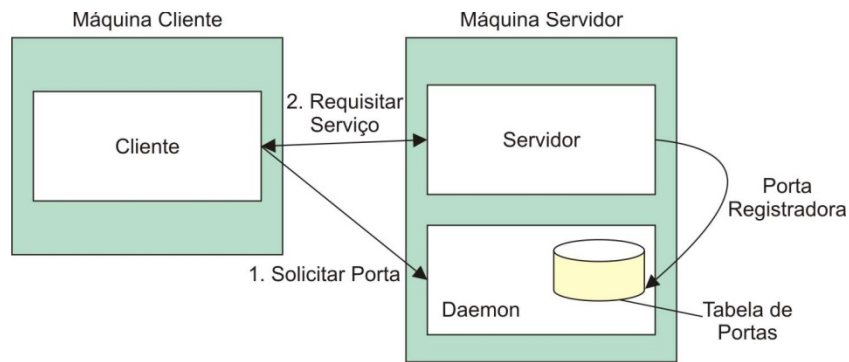 Máquina Cliente
Máquina Servidor
Cliente
2. Requisitar
Serviço
Servidor
Porta
Registradora
1. Solicitar Porta
Daemon
Tabela de
Portas